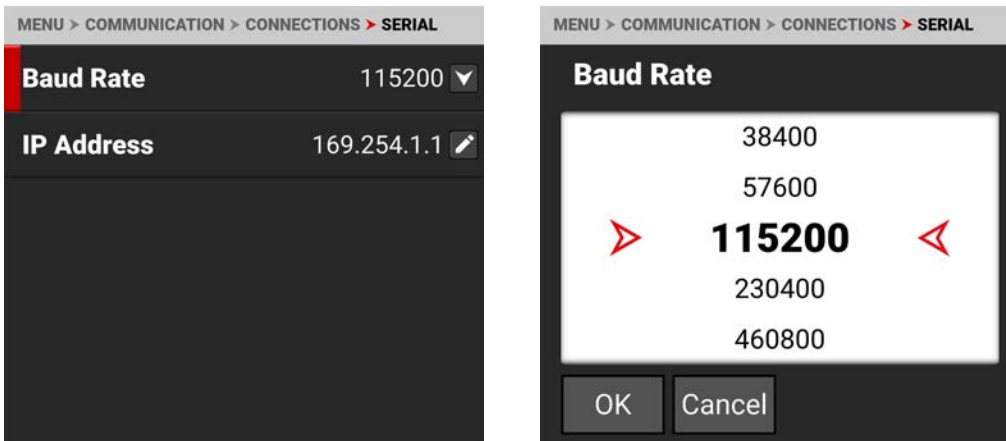 MENU > COMMUNICATION > CONNECTIONS > SERIAL
Baud Rate 115200
IP Address 169.254.1.1
MENU > COMMUNICATION > CONNECTIONS > SERIAL
Baud Rate
38400
57600
115200
230400
460800
OK Cancel